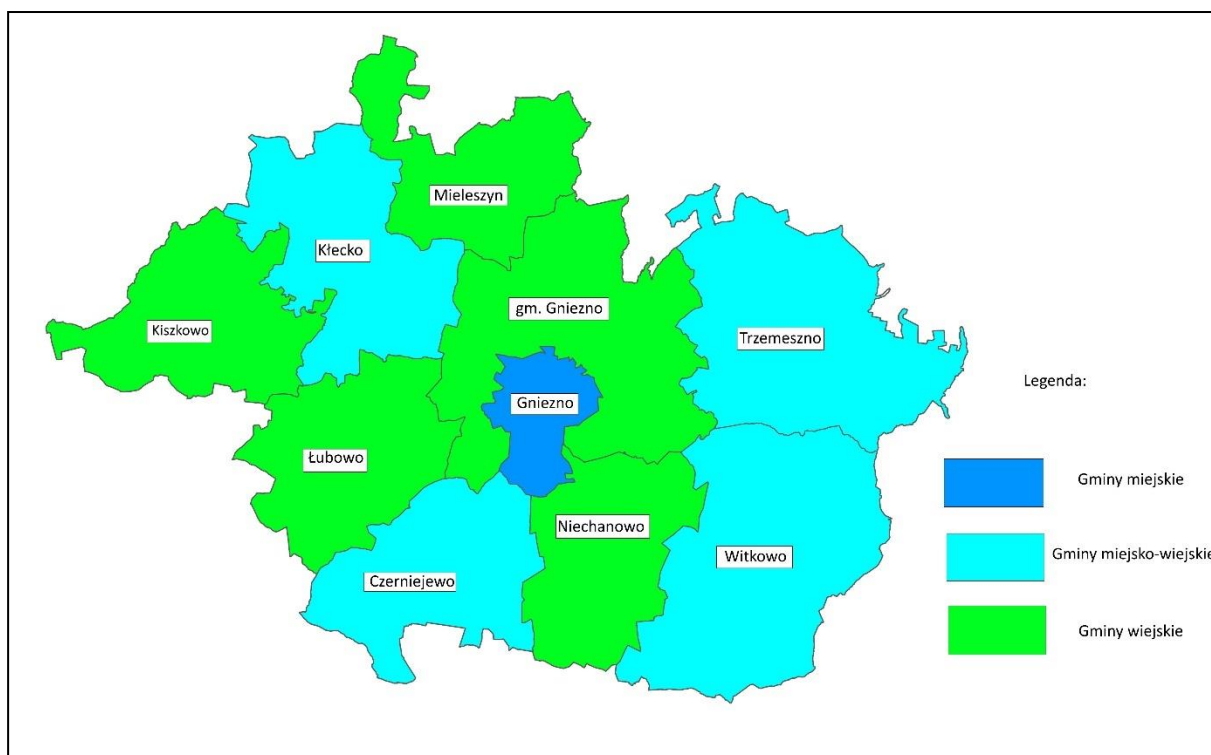 Mieleszyn
Kłecko
gm. Gniezno
Kiszkowo
Trzemeszno
Gniezno
Łubowo
Niechanowo
Witkowo
Czerniejewo
Legenda:
Gminy miejskie
Gminy miejsko-wiejskie
Gminy wiejskie